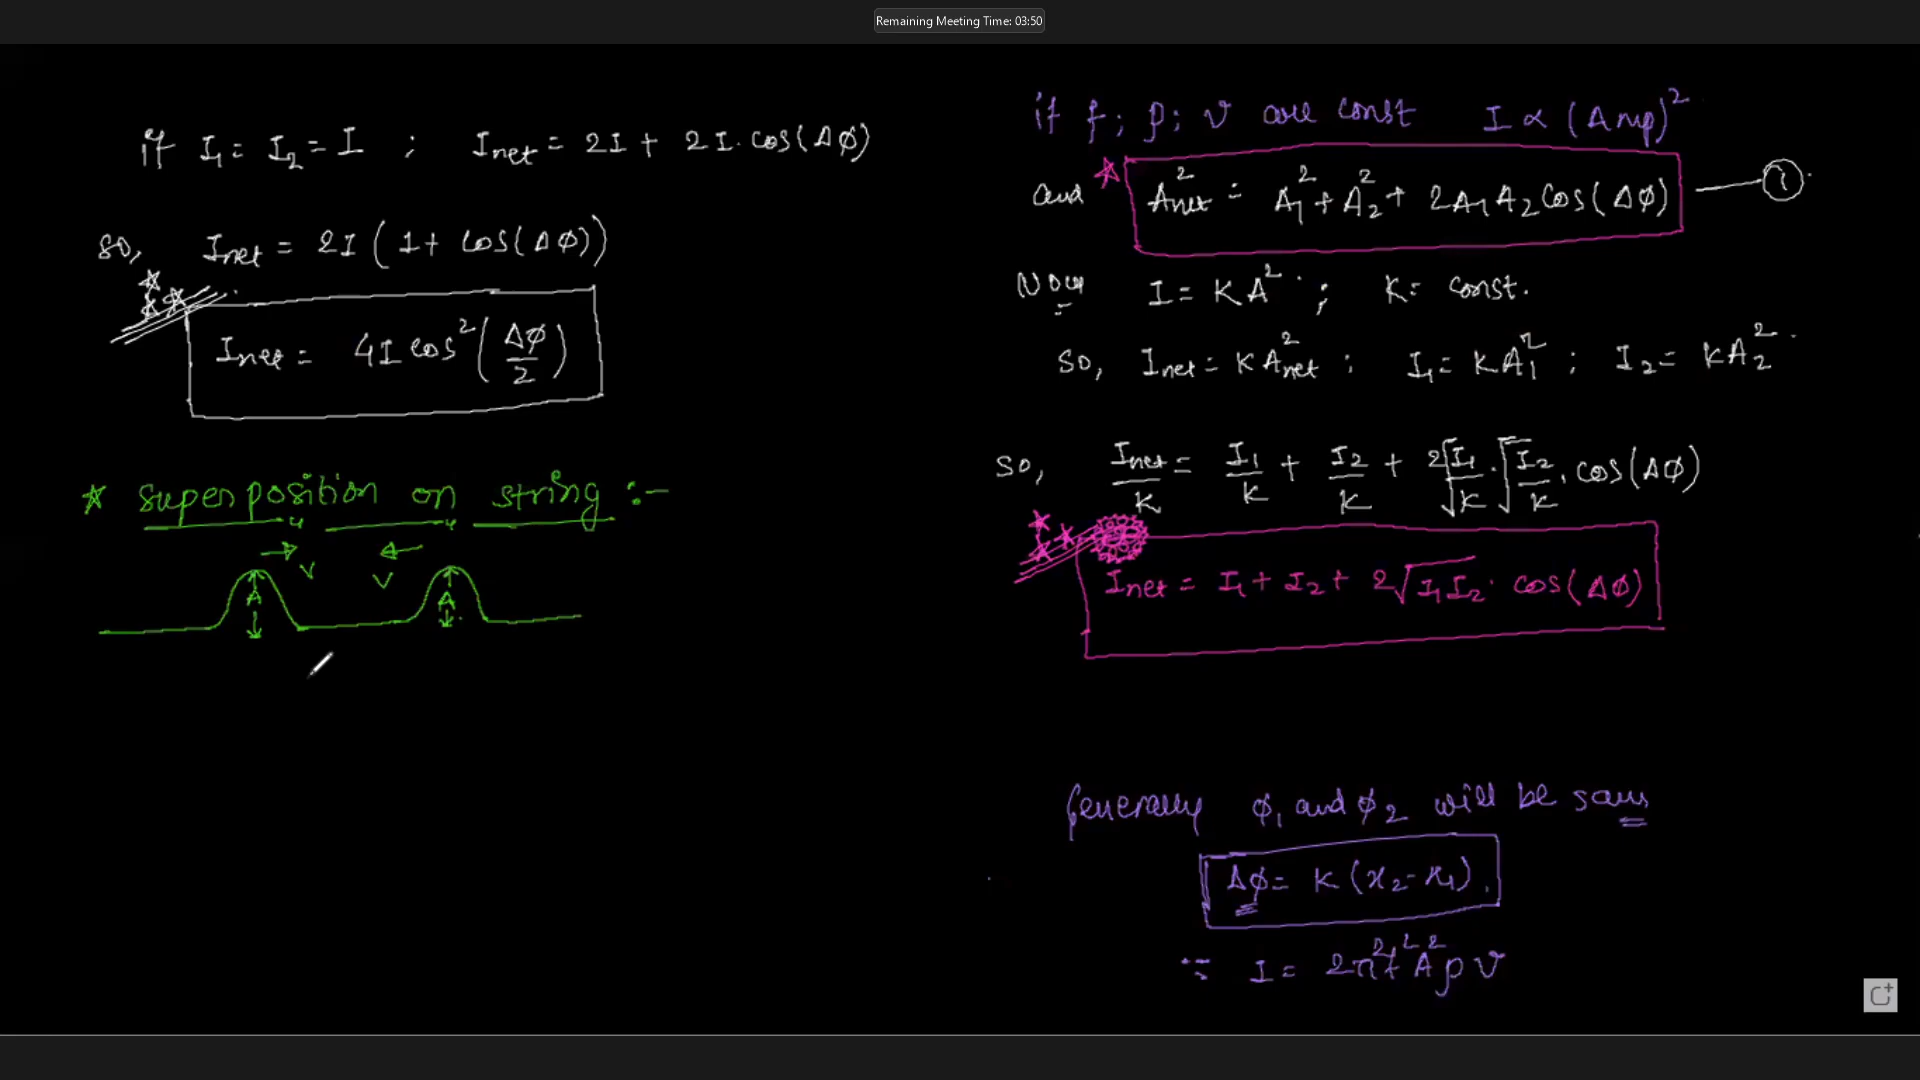 Remaining Meeting Time: 03:50
if I₁ = I₂ = I ; Inet = 2I + 2I.cos(Δφ)
so, Inet = 2I (1 + cos(Δφ))
Inet = 4I cos²(Δφ/2)
* superposition on string :-
V V
A A
if f; ρ; v are const I ∝ (Amp)²
and * Anet² = A₁² + A₂² + 2A₁A₂cos(Δφ) — ①
Now I = KA² ; K = const.
so, Inet = KAnet² ; I₁ = KA₁² ; I₂ = KA₂²
so, Inet/K = I₁/K + I₂/K + 2√(I₁/K).√(I₂/K).cos(Δφ)
Inet = I₁ + I₂ + 2√(I₁I₂).cos(Δφ)
Generally φ₁ and φ₂ will be same
Δφ = K(x₂-x₁)
∵ I = 2π²f²A²ρv